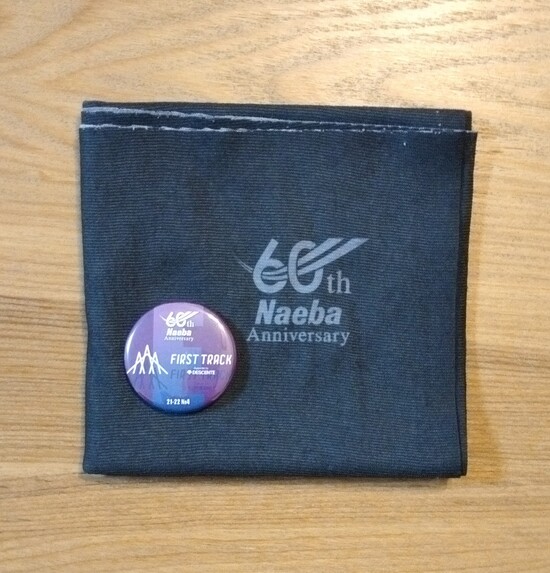 60th
Naeba
Anniversary
60th
Naeba
Anniversary
FIRST TRACK
DESCENTE
21-22 No4